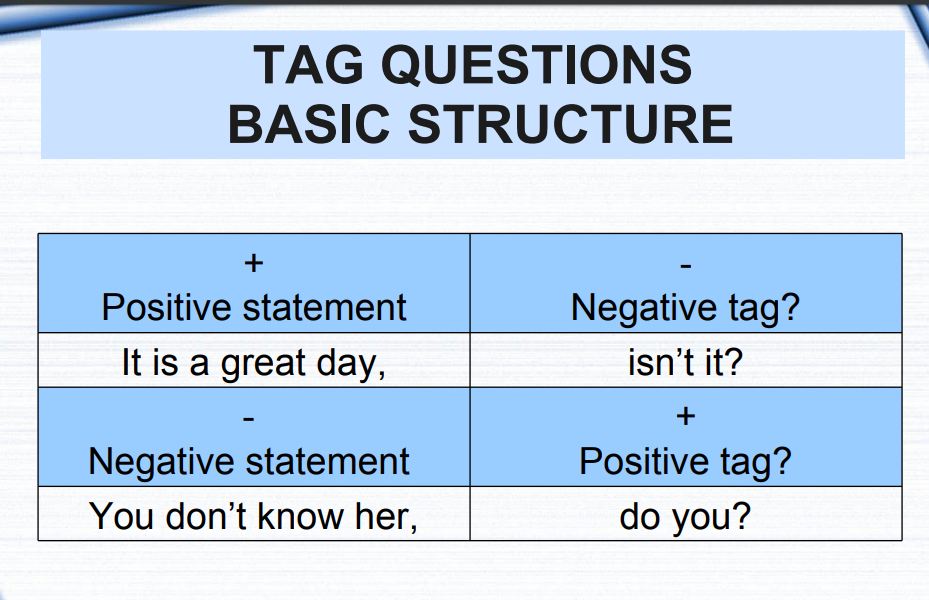 TAG QUESTIONS
BASIC STRUCTURE
+
Positive statement
-
Negative tag?
It is a great day,
isn’t it?
-
Negative statement
+
Positive tag?
You don’t know her,
do you?